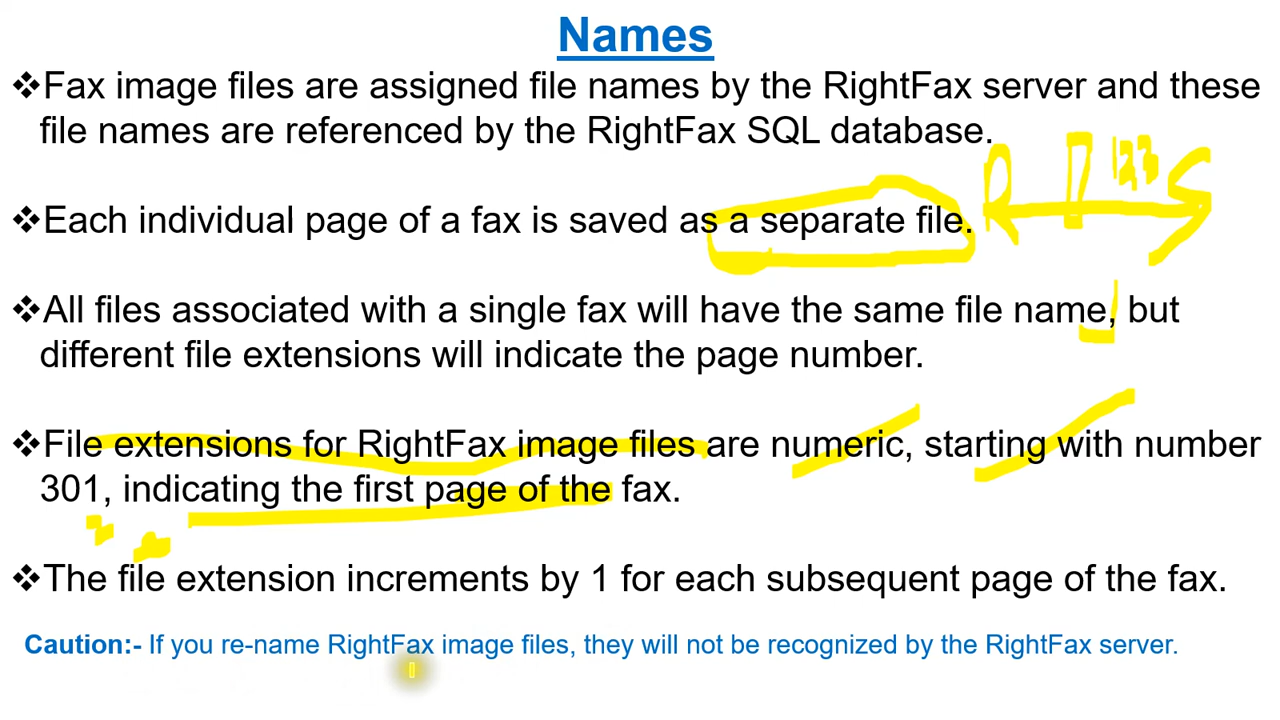 Names
❖Fax image files are assigned file names by the RightFax server and these
file names are referenced by the RightFax SQL database.
❖Each individual page of a fax is saved as a separate file.
R 123 S
❖All files associated with a single fax will have the same file name, but
different file extensions will indicate the page number.
❖File extensions for RightFax image files are numeric, starting with number
301, indicating the first page of the fax.
❖The file extension increments by 1 for each subsequent page of the fax.
Caution:- If you re-name RightFax image files, they will not be recognized by the RightFax server.